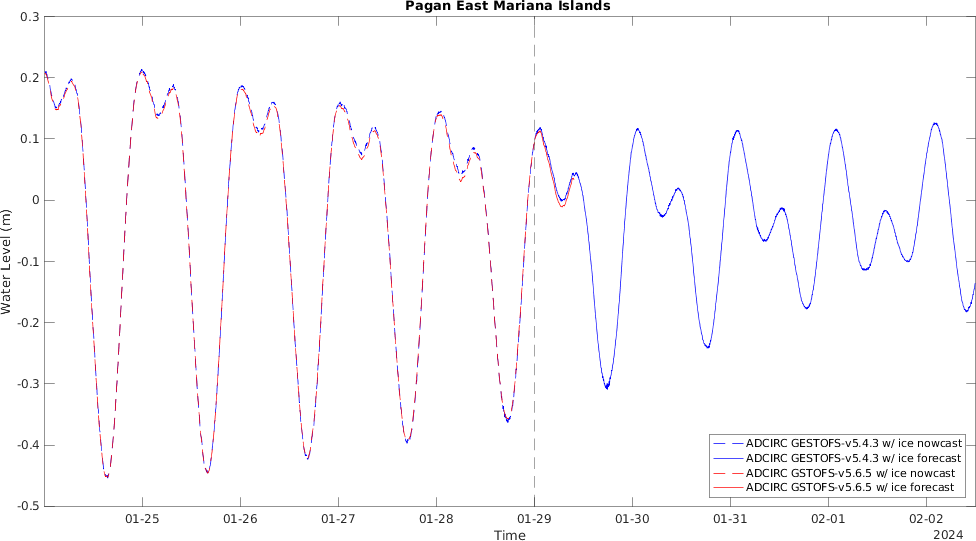 Pagan East Mariana Islands
0.3
0.2
0.1
0
-0.1
-0.2
-0.3
-0.4
-0.5
Water Level (m)
01-25
01-26
01-27
01-28
01-29
01-30
01-31
02-01
02-02
2024
Time
ADCIRC GESTOFS-v5.4.3 w/ ice nowcast
ADCIRC GESTOFS-v5.4.3 w/ ice forecast
ADCIRC GSTOFS-v5.6.5 w/ ice nowcast
ADCIRC GSTOFS-v5.6.5 w/ ice forecast